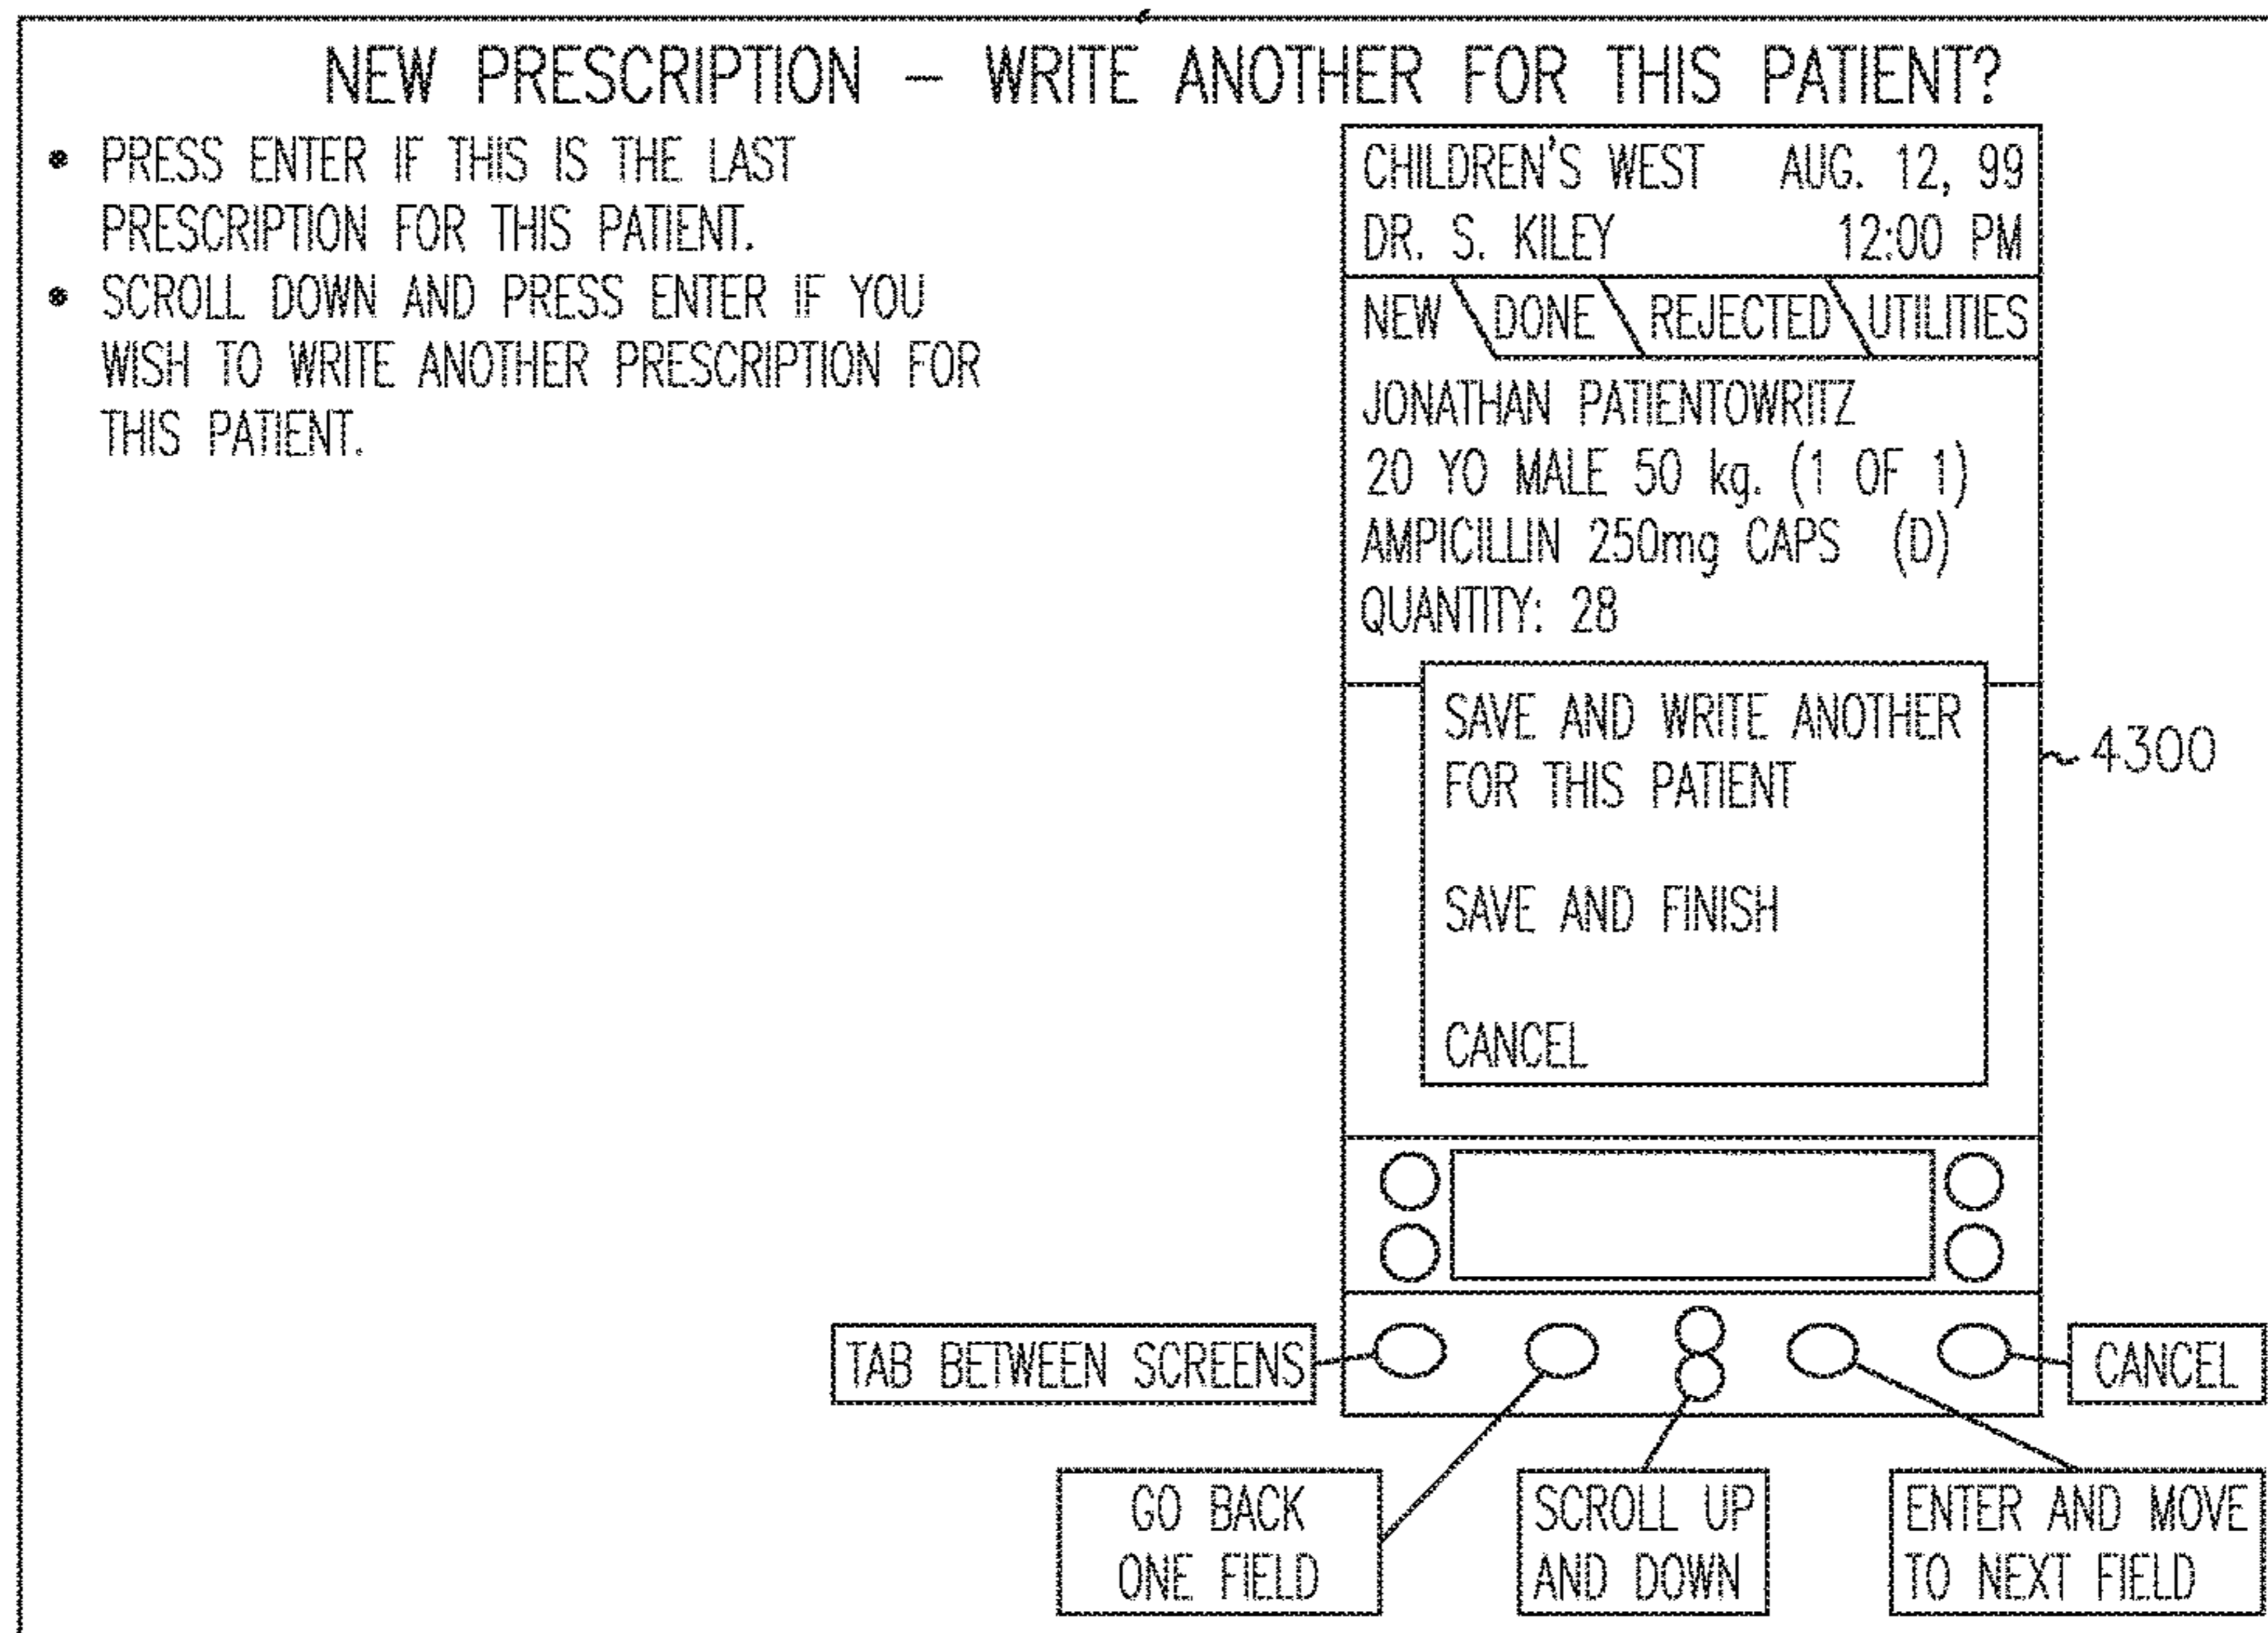 NEW PRESCRIPTION – WRITE ANOTHER FOR THIS PATIENT?
• PRESS ENTER IF THIS IS THE LAST
PRESCRIPTION FOR THIS PATIENT.
• SCROLL DOWN AND PRESS ENTER IF YOU
WISH TO WRITE ANOTHER PRESCRIPTION FOR
THIS PATIENT.
CHILDREN'S WEST AUG. 12, 99
DR. S. KILEY 12:00 PM
NEW DONE REJECTED UTILITIES
JONATHAN PATIENTOWRITZ
20 YO MALE 50 kg. (1 OF 1)
AMPICILLIN 250mg CAPS (D)
QUANTITY: 28
SAVE AND WRITE ANOTHER
FOR THIS PATIENT
SAVE AND FINISH
CANCEL
4300
TAB BETWEEN SCREENS
CANCEL
GO BACK
ONE FIELD
SCROLL UP
AND DOWN
ENTER AND MOVE
TO NEXT FIELD